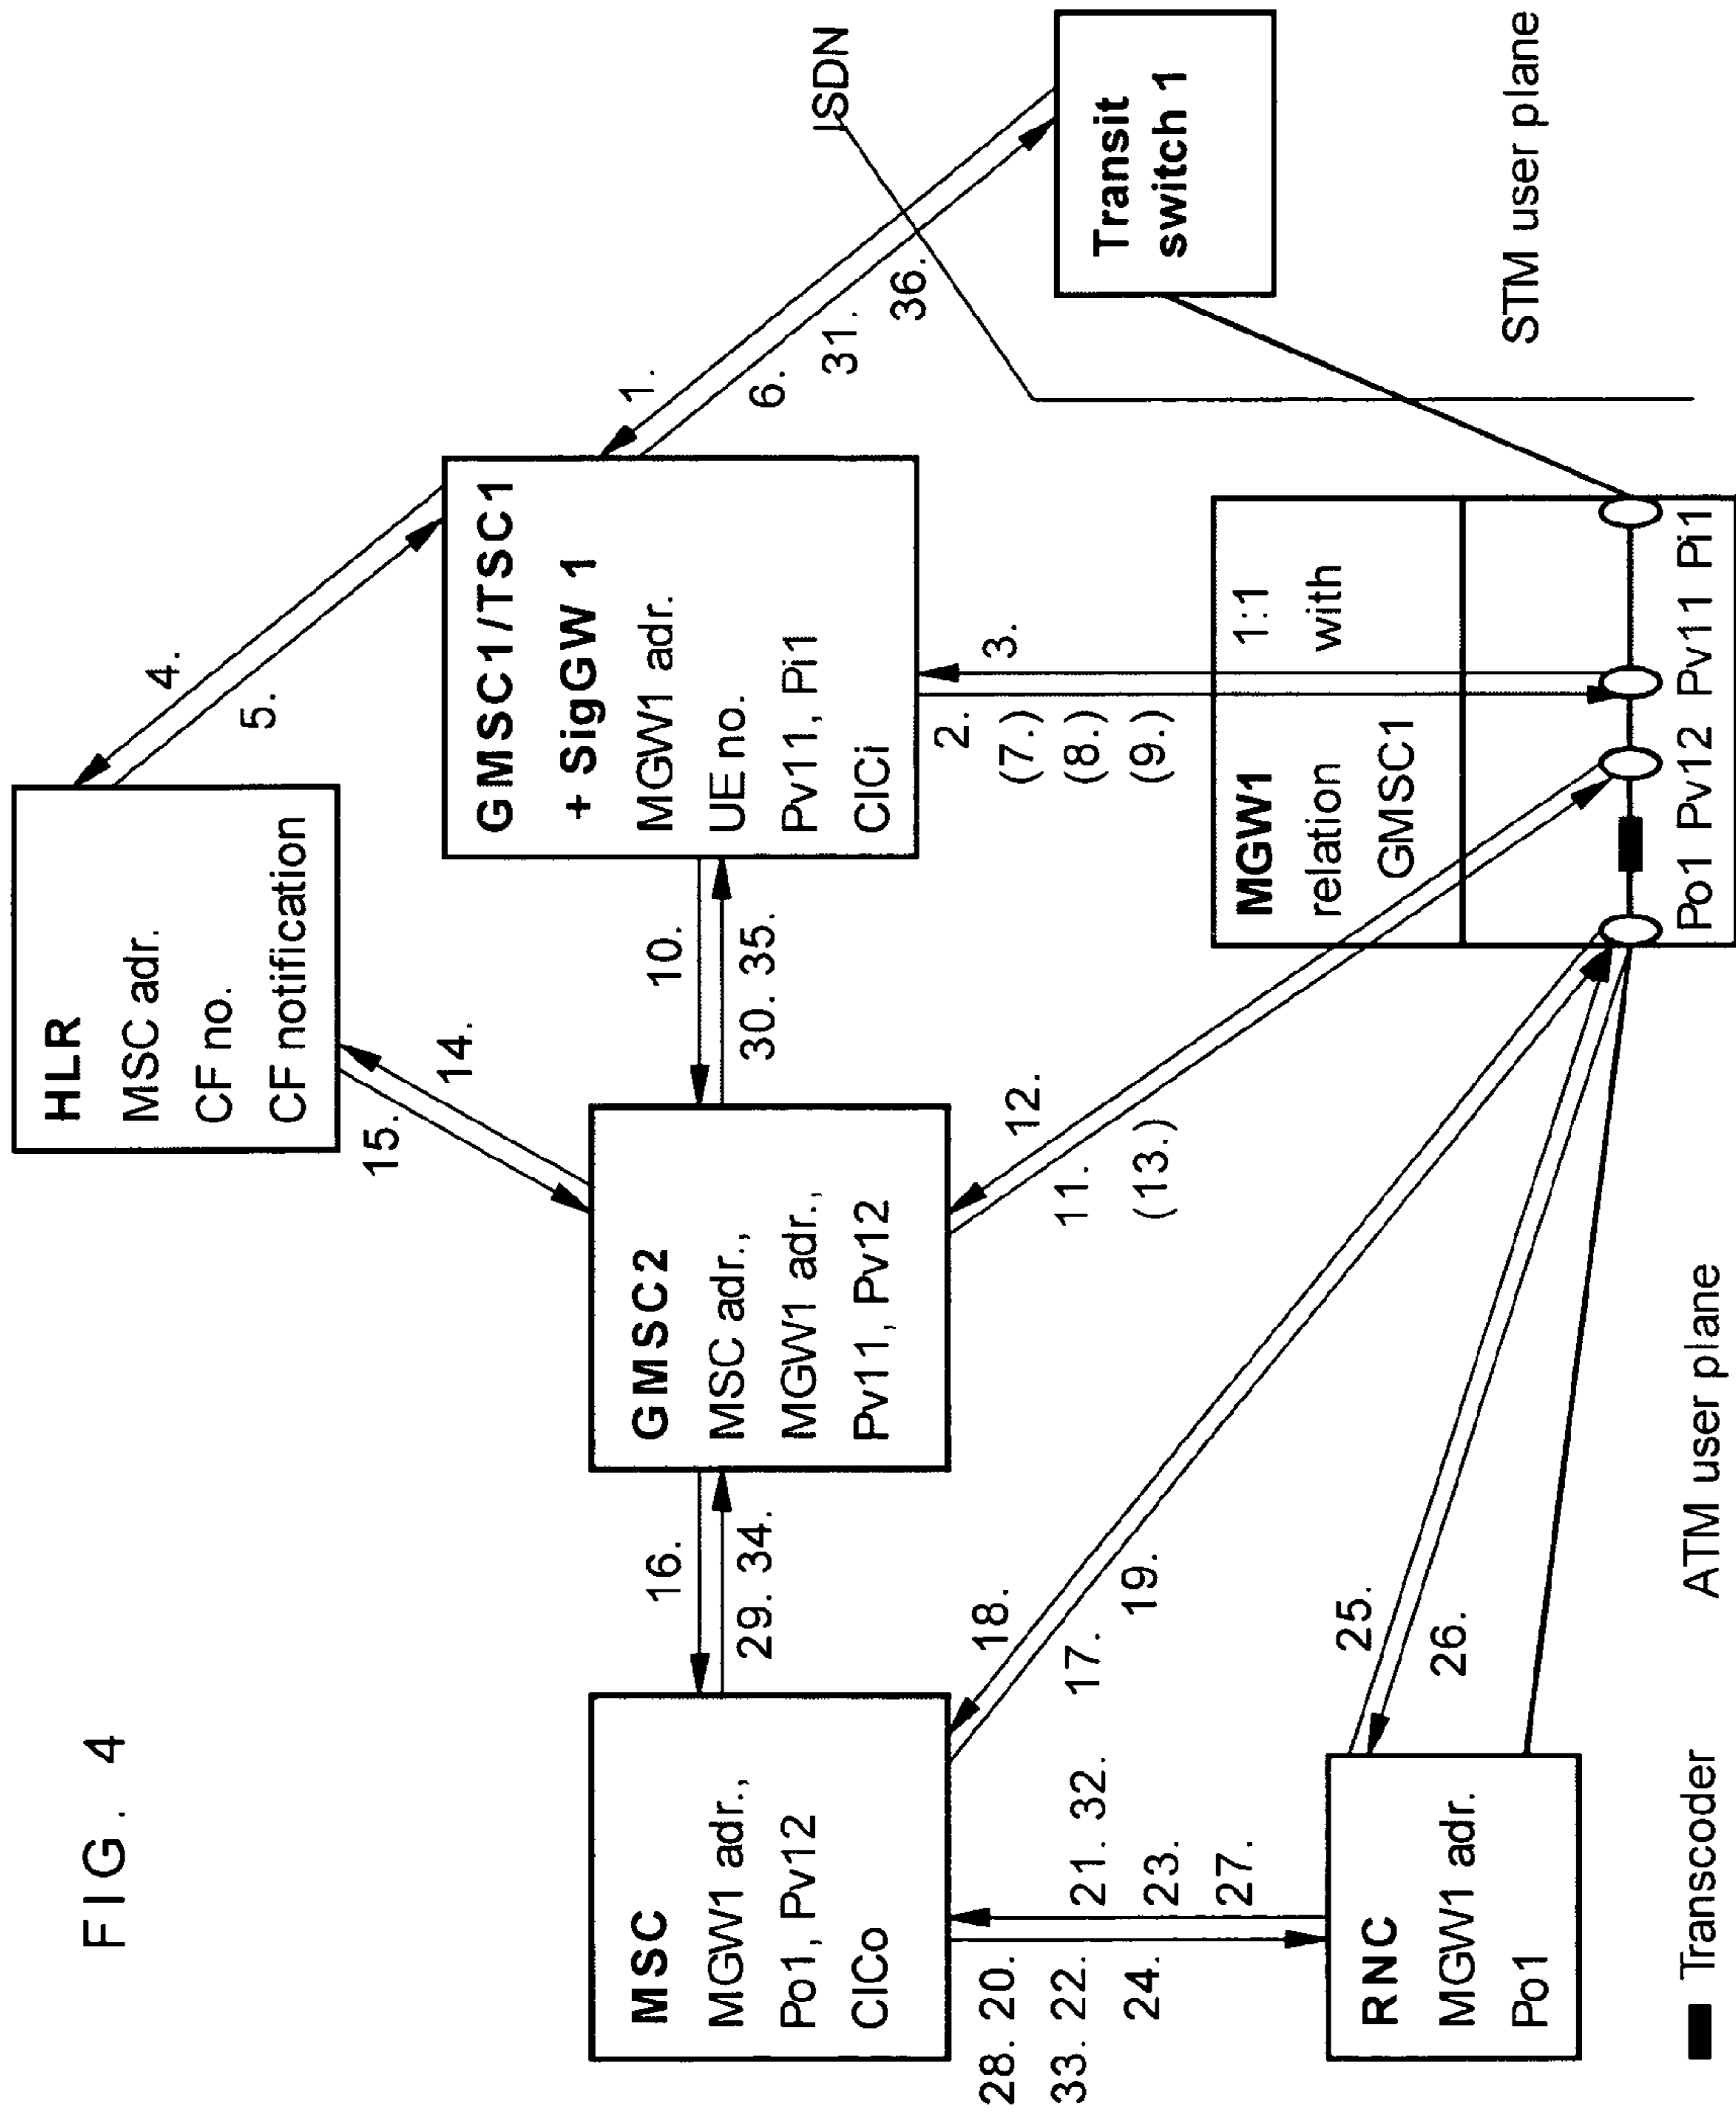 FIG. 4
HLR
MSC adr.
CF no.
CF notification
4.
5.
15.
14.
MSC
MGW1 adr.,
Po1, Pv12
CICo
16.
29. 34.
GMSC2
MSC adr.,
MGW1 adr.,
Pv11, Pv12
10.
30. 35.
GMSC1/TSC1
+ SigGW 1
MGW1 adr.
UE no.
Pv11, Pi1
CICi
1.
6.
31.
36.
ISDN
Transit
switch 1
28. 20.
33. 22.
24.
21. 32.
23.
27.
18.
17.
19.
11.
12.
(13.)
2.
(7.)
(8.)
(9.)
3.
MGW1 1:1
relation with
GMSC1
Po1 Pv12 Pv11 Pi1
RNC
MGW1 adr.
Po1
25.
26.
Transcoder
ATM user plane
STM user plane